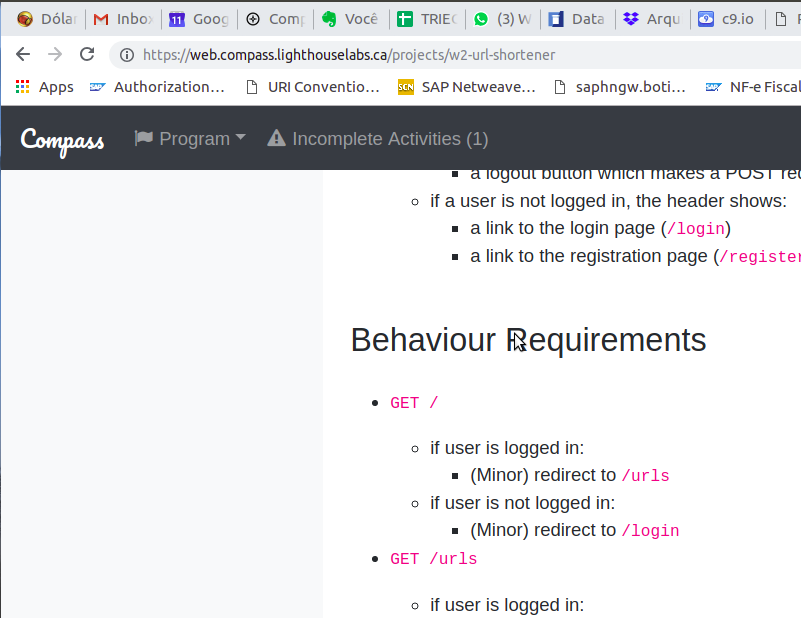 Dólar Inbox Goog Comp Você TRIEC (3) W Data Arqu c9.io
https://web.compass.lighthouselabs.ca/projects/w2-url-shortener
Apps Authorization... URI Conventio... SAP Netweave... saphngw.boti... NF-e Fiscal
Compass Program Incomplete Activities (1)
a logout button which makes a POST req
if a user is not logged in, the header shows:
a link to the login page (/login)
a link to the registration page (/register
Behaviour Requirements
GET /
if user is logged in:
(Minor) redirect to /urls
if user is not logged in:
(Minor) redirect to /login
GET /urls
if user is logged in: